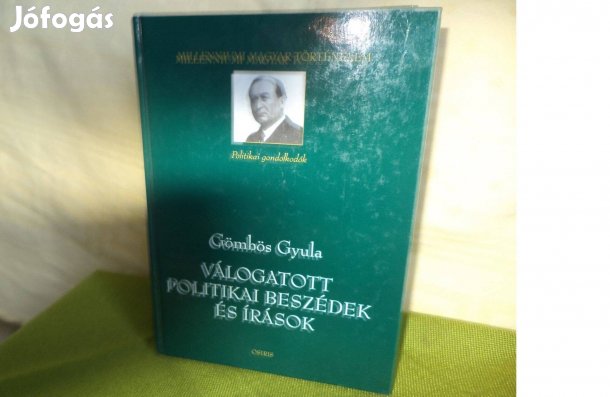 Jófogás
MILLENNIUMI MAGYAR TÖRTÉNELEM
Politikai gondolkodók
Gömbös Gyula
VÁLOGATOTT
POLITIKAI BESZÉDEK
ÉS ÍRÁSOK
OSIRIS